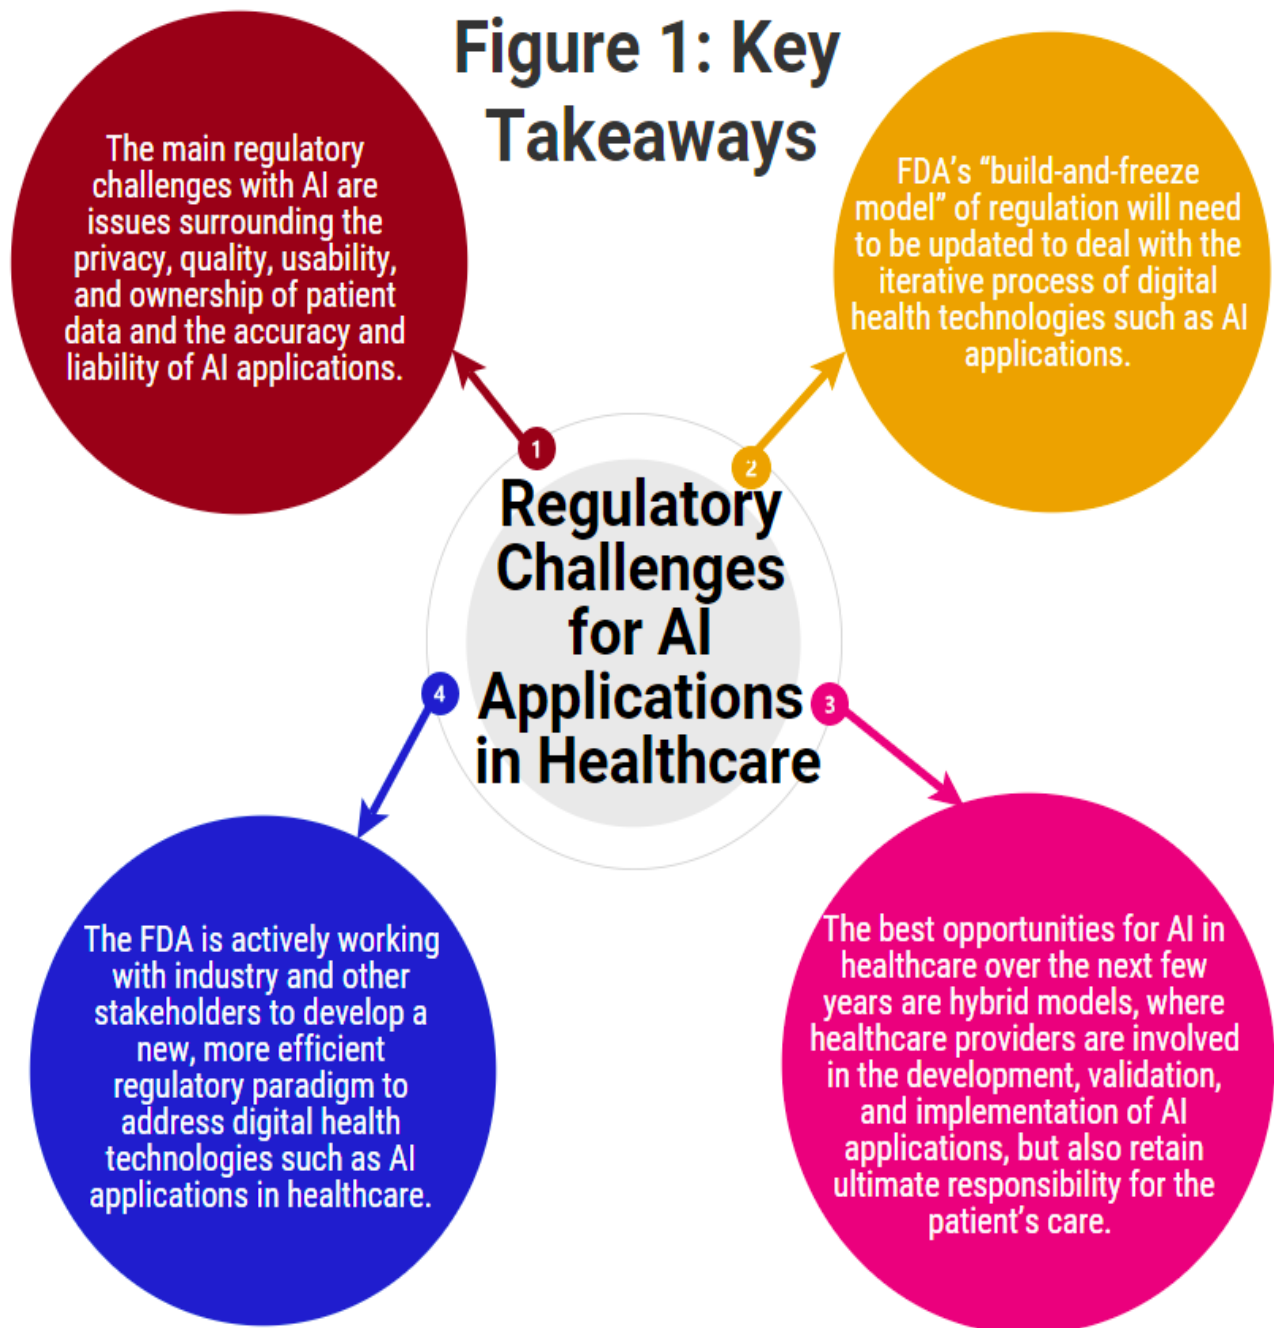 Figure 1: Key
Takeaways
The main regulatory
challenges with AI are
issues surrounding the
privacy, quality, usability,
and ownership of patient
data and the accuracy and
liability of AI applications.
FDA’s “build-and-freeze
model” of regulation will need
to be updated to deal with the
iterative process of digital
health technologies such as AI
applications.
1
2
Regulatory
Challenges
for AI
Applications
in Healthcare
4
3
The FDA is actively working
with industry and other
stakeholders to develop a
new, more efficient
regulatory paradigm to
address digital health
technologies such as AI
applications in healthcare.
The best opportunities for AI in
healthcare over the next few
years are hybrid models, where
healthcare providers are involved
in the development, validation,
and implementation of AI
applications, but also retain
ultimate responsibility for the
patient’s care.